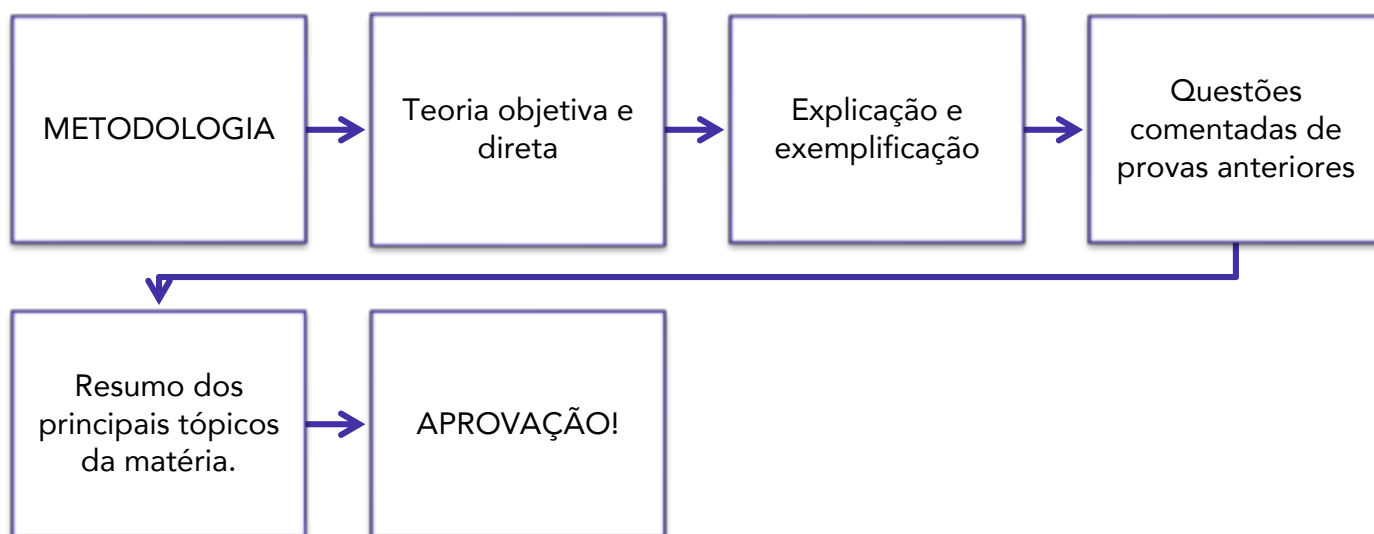 METODOLOGIA
Teoria objetiva e
direta
Explicação e
exemplificação
Questões
comentadas de
provas anteriores
Resumo dos
principais tópicos
da matéria.
APROVAÇÃO!